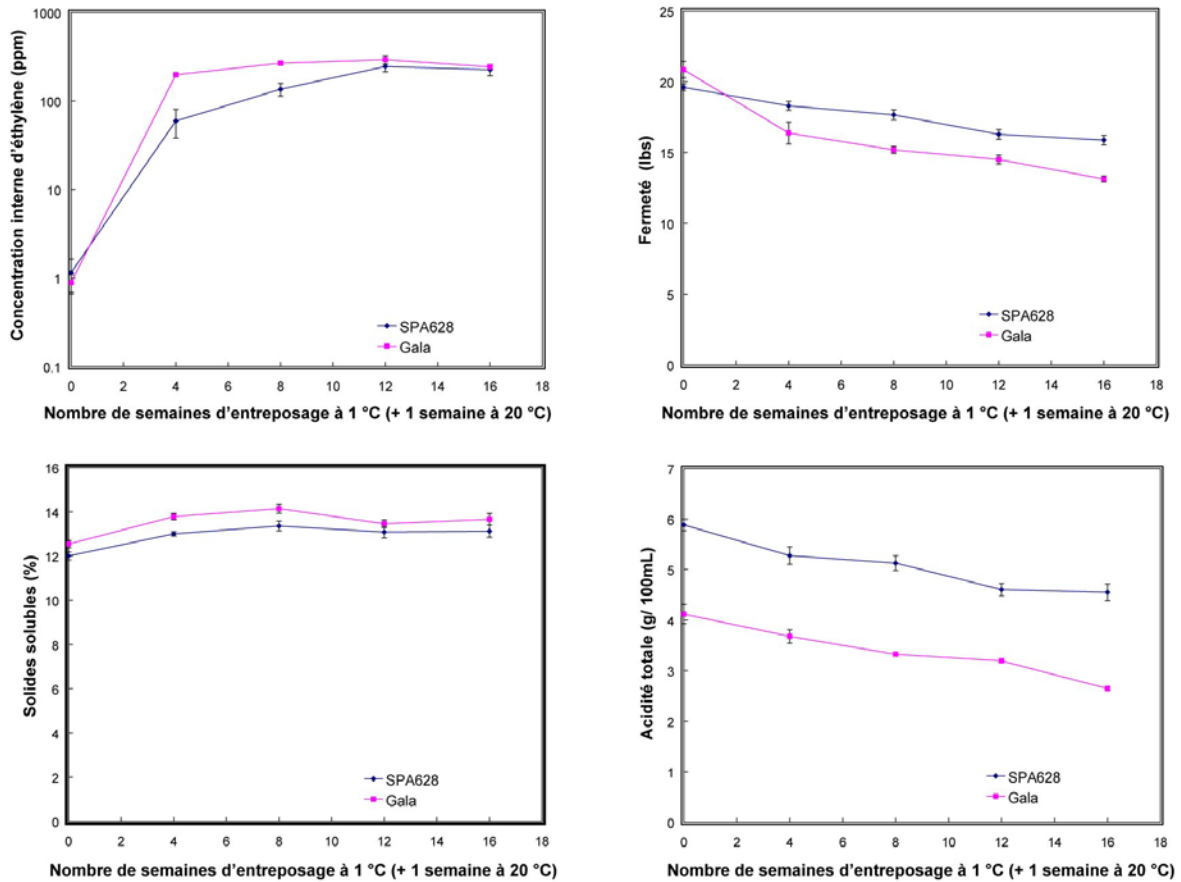 Concentration interne d'éthylène (ppm)
1000
100
10
1
0.1
0 2 4 6 8 10 12 14 16 18
SPA628
Gala
Nombre de semaines d'entreposage à 1 °C (+ 1 semaine à 20 °C)
Fermeté (lbs)
25
20
15
10
5
0
0 2 4 6 8 10 12 14 16 18
SPA628
Gala
Nombre de semaines d'entreposage à 1 °C (+ 1 semaine à 20 °C)
Solides solubles (%)
16
14
12
10
8
6
4
2
0
0 2 4 6 8 10 12 14 16 18
SPA628
Gala
Nombre de semaines d'entreposage à 1 °C (+ 1 semaine à 20 °C)
Acidité totale (g/ 100mL)
7
6
5
4
3
2
1
0
0 2 4 6 8 10 12 14 16 18
SPA628
Gala
Nombre de semaines d'entreposage à 1 °C (+ 1 semaine à 20 °C)